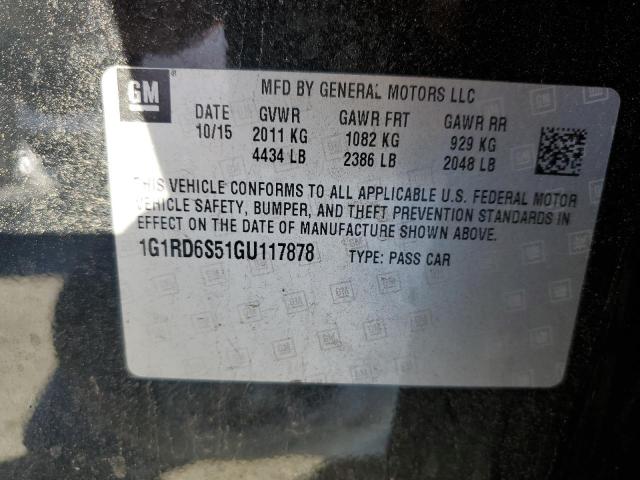 GM ®
MFD BY GENERAL MOTORS LLC
DATE GVWR GAWR FRT GAWR RR
10/15 2011 KG 1082 KG 929 KG
4434 LB 2386 LB 2048 LB
THIS VEHICLE CONFORMS TO ALL APPLICABLE U.S. FEDERAL MOTOR
VEHICLE SAFETY, BUMPER, AND THEFT PREVENTION STANDARDS IN
EFFECT ON THE DATE OF MANUFACTURE SHOWN ABOVE.
1G1RD6S51GU117878 TYPE: PASS CAR